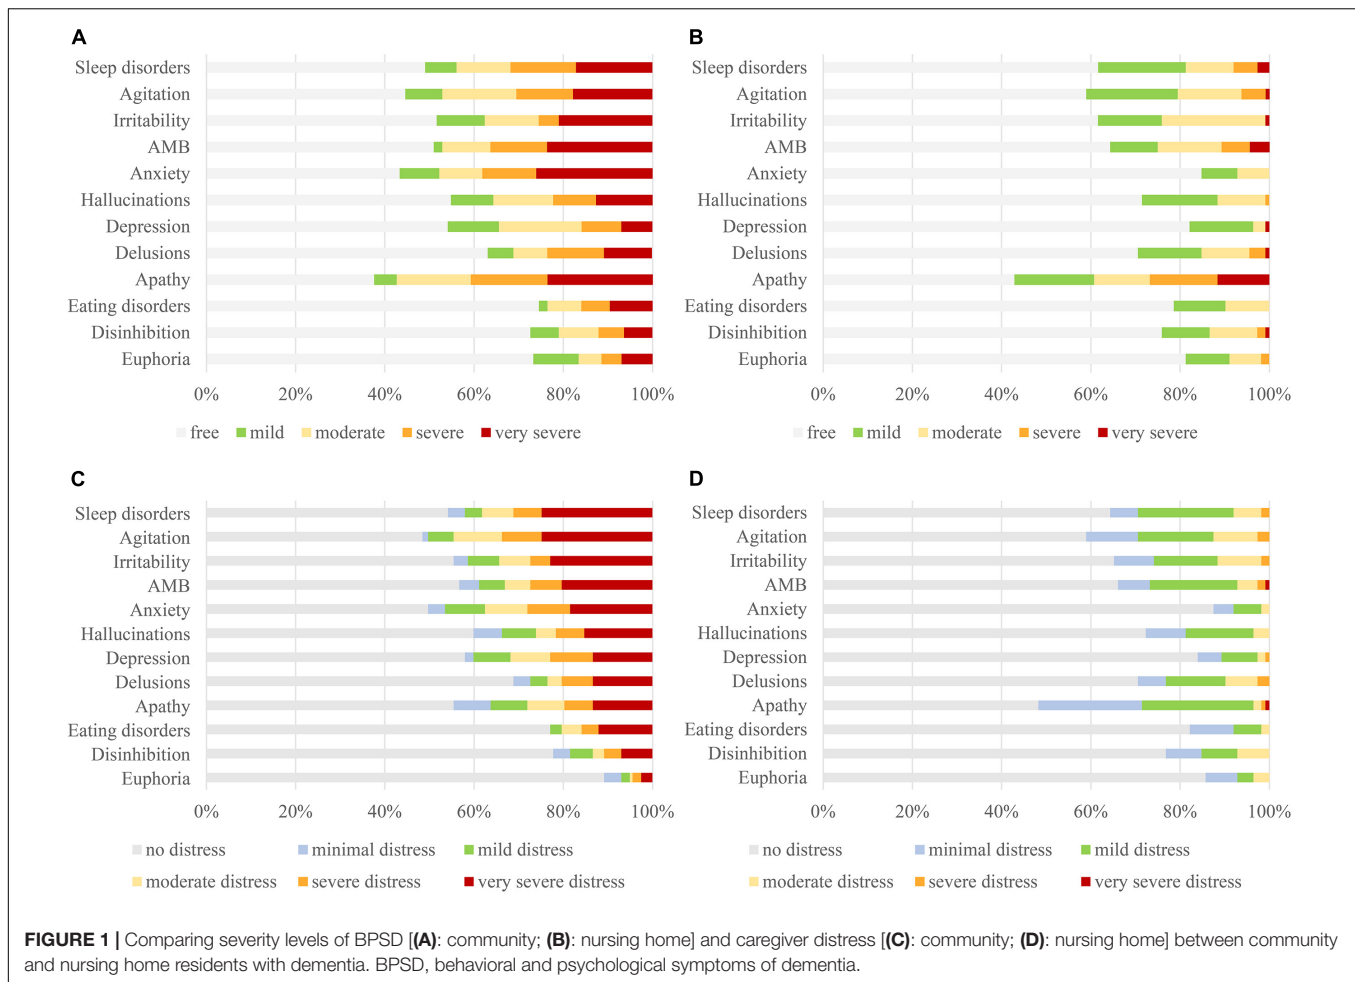 A
Sleep disorders
Agitation
Irritability
AMB
Anxiety
Hallucinations
Depression
Delusions
Apathy
Eating disorders
Disinhibition
Euphoria
0% 20% 40% 60% 80% 100%
free mild moderate severe very severe
B
Sleep disorders
Agitation
Irritability
AMB
Anxiety
Hallucinations
Depression
Delusions
Apathy
Eating disorders
Disinhibition
Euphoria
0% 20% 40% 60% 80% 100%
free mild moderate severe very severe
C
Sleep disorders
Agitation
Irritability
AMB
Anxiety
Hallucinations
Depression
Delusions
Apathy
Eating disorders
Disinhibition
Euphoria
0% 20% 40% 60% 80% 100%
no distress minimal distress mild distress
moderate distress severe distress very severe distress
D
Sleep disorders
Agitation
Irritability
AMB
Anxiety
Hallucinations
Depression
Delusions
Apathy
Eating disorders
Disinhibition
Euphoria
0% 20% 40% 60% 80% 100%
no distress minimal distress mild distress
moderate distress severe distress very severe distress
FIGURE 1 | Comparing severity levels of BPSD [(A): community; (B): nursing home] and caregiver distress [(C): community; (D): nursing home] between community
and nursing home residents with dementia. BPSD, behavioral and psychological symptoms of dementia.